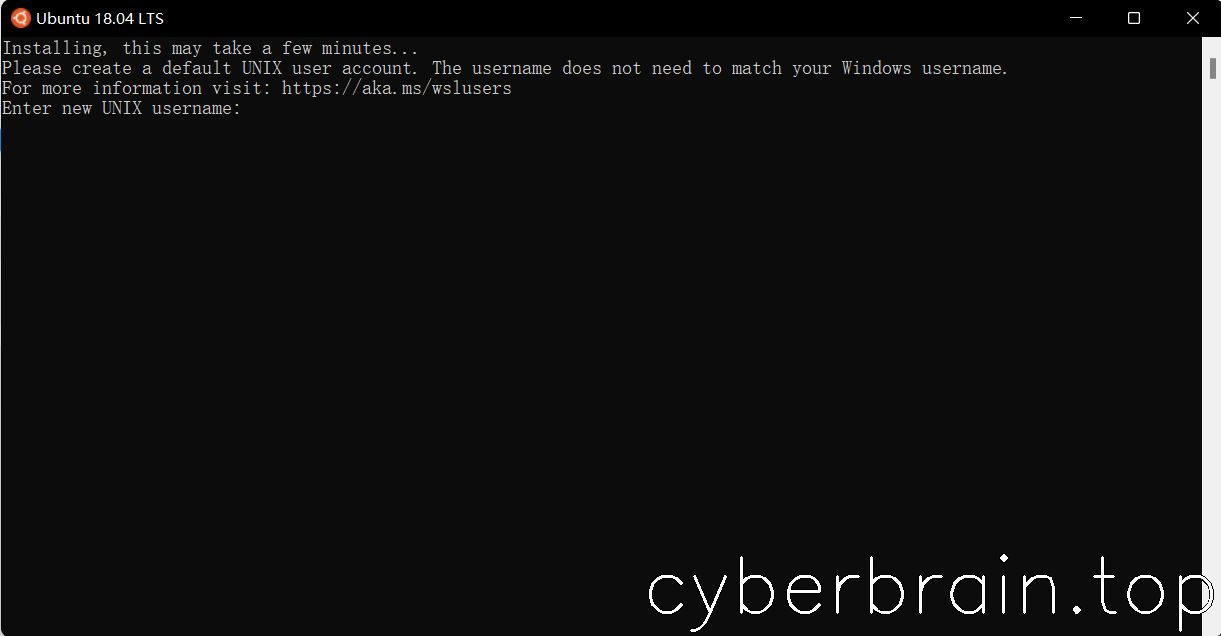 Ubuntu 18.04 LTS
Installing, this may take a few minutes...
Please create a default UNIX user account. The username does not need to match your Windows username.
For more information visit: https://aka.ms/wslusers
Enter new UNIX username:
cyberbrain.top